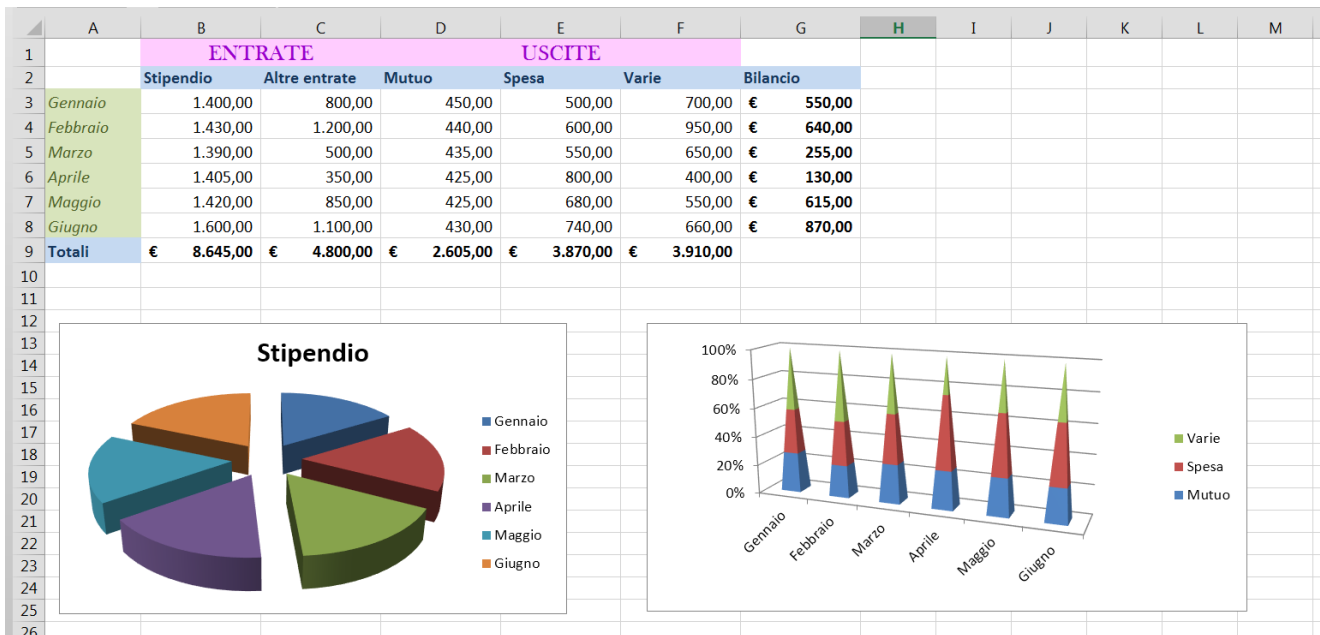 A B C D E F G H I J K L M
1 ENTRATE USCITE
2 Stipendio Altre entrate Mutuo Spesa Varie Bilancio
3 Gennaio 1.400,00 800,00 450,00 500,00 700,00 € 550,00
4 Febbraio 1.430,00 1.200,00 440,00 600,00 950,00 € 640,00
5 Marzo 1.390,00 500,00 435,00 550,00 650,00 € 255,00
6 Aprile 1.405,00 350,00 425,00 800,00 400,00 € 130,00
7 Maggio 1.420,00 850,00 425,00 680,00 550,00 € 615,00
8 Giugno 1.600,00 1.100,00 430,00 740,00 660,00 € 870,00
9 Totali € 8.645,00 € 4.800,00 € 2.605,00 € 3.870,00 € 3.910,00
10
11
12
13
14
15
16
17
18
19
20
21
22
23
24
25
26
Stipendio
Gennaio
Febbraio
Marzo
Aprile
Maggio
Giugno
100%
80%
60%
40%
20%
0%
Gennaio Febbraio Marzo Aprile Maggio Giugno
Varie
Spesa
Mutuo